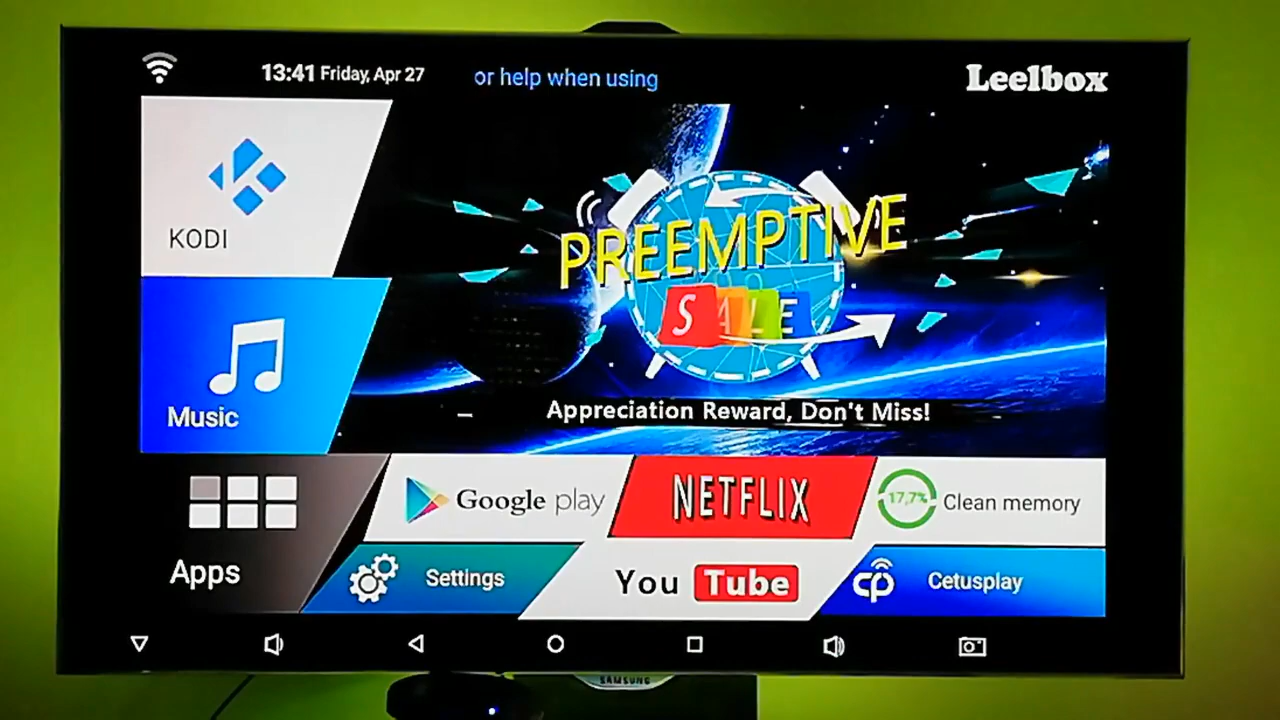 13:41 Friday, Apr 27
or help when using
Leelbox
KODI
PREEMPTIVE
SALE
Music
Appreciation Reward, Don't Miss!
Google play
NETFLIX
17,7%
Clean memory
Apps
Settings
You Tube
cp
Cetusplay
SAMSUNG